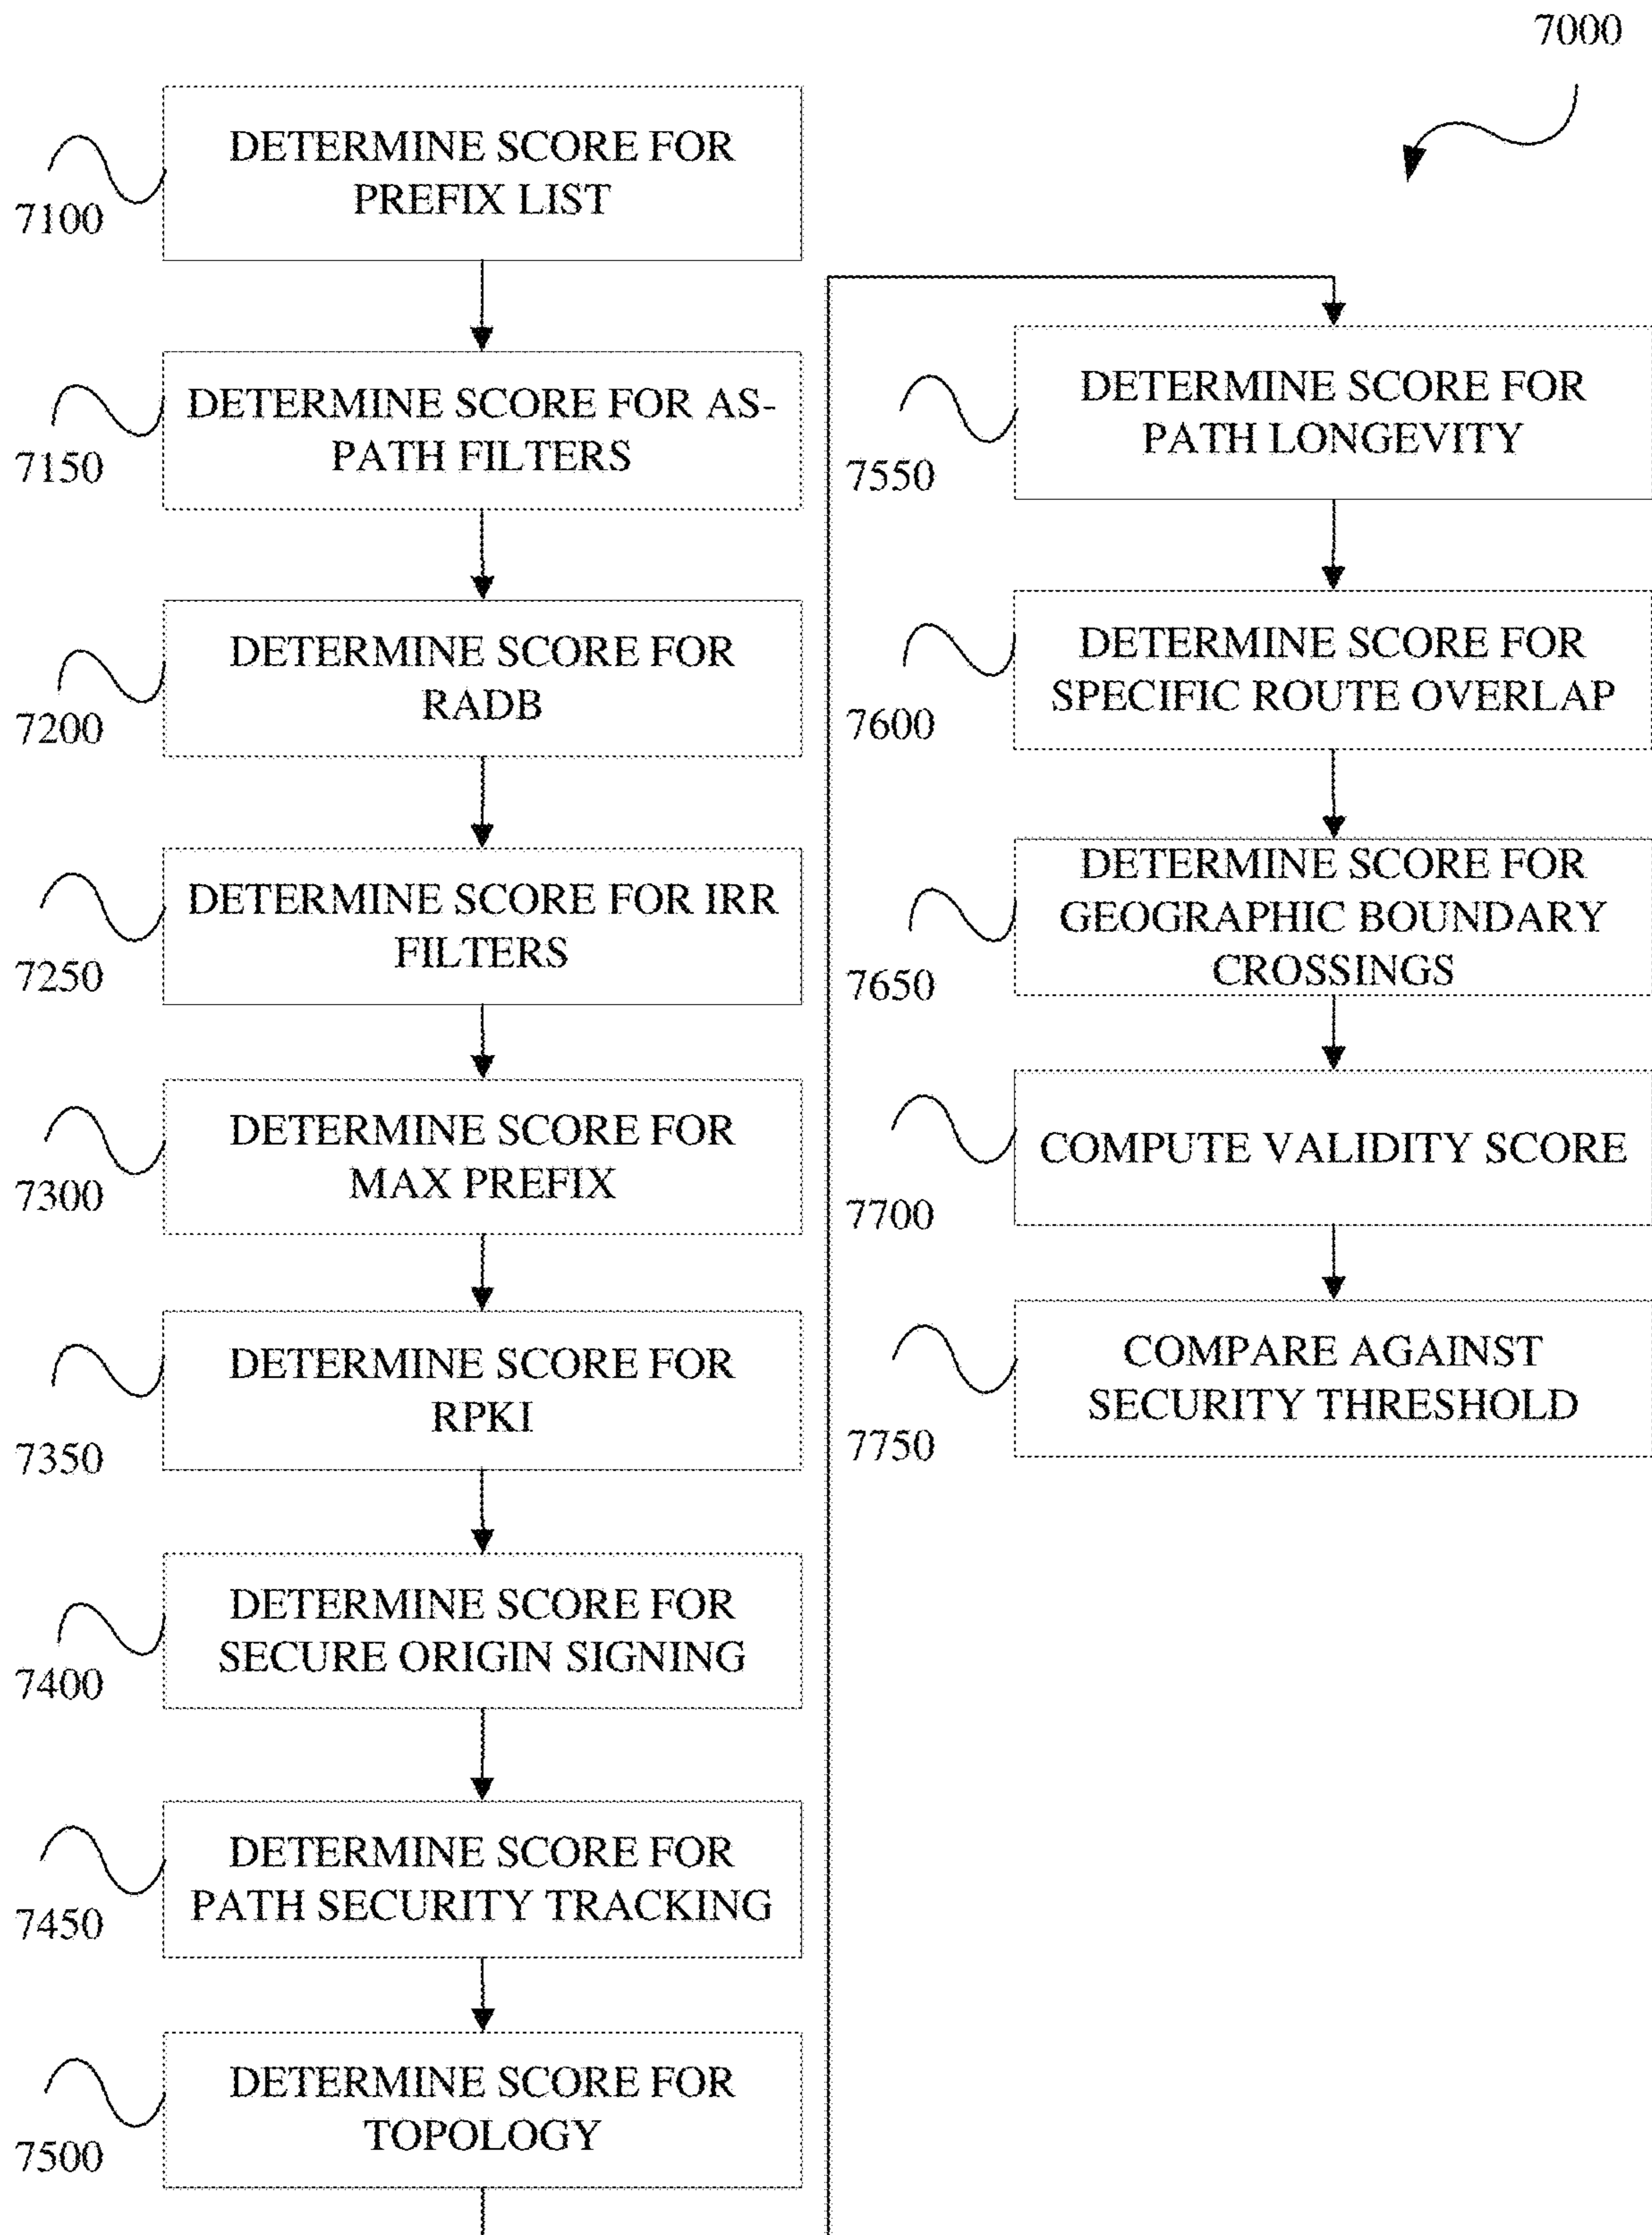 7000
DETERMINE SCORE FOR
PREFIX LIST
7100
DETERMINE SCORE FOR AS-
PATH FILTERS
7150
DETERMINE SCORE FOR
RADB
7200
DETERMINE SCORE FOR IRR
FILTERS
7250
DETERMINE SCORE FOR
MAX PREFIX
7300
DETERMINE SCORE FOR
RPKI
7350
DETERMINE SCORE FOR
SECURE ORIGIN SIGNING
7400
DETERMINE SCORE FOR
PATH SECURITY TRACKING
7450
DETERMINE SCORE FOR
TOPOLOGY
7500
DETERMINE SCORE FOR
PATH LONGEVITY
7550
DETERMINE SCORE FOR
SPECIFIC ROUTE OVERLAP
7600
DETERMINE SCORE FOR
GEOGRAPHIC BOUNDARY
CROSSINGS
7650
COMPUTE VALIDITY SCORE
7700
COMPARE AGAINST
SECURITY THRESHOLD
7750